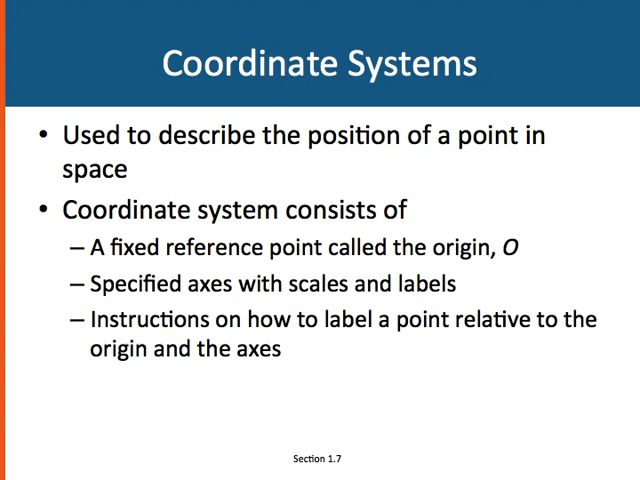 Coordinate Systems
• Used to describe the position of a point in
space
• Coordinate system consists of
– A fixed reference point called the origin, O
– Specified axes with scales and labels
– Instructions on how to label a point relative to the
origin and the axes
Section 1.7